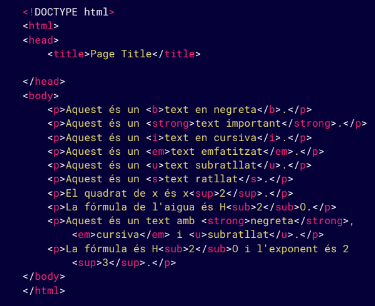 <!DOCTYPE html>
<html>
<head>
<title>Page Title</title>
</head>
<body>
<p>Aquest és un <b>text en negreta</b>.</p>
<p>Aquest és un <strong>text important</strong>.</p>
<p>Aquest és un <i>text en cursiva</i>.</p>
<p>Aquest és un <em>text emfatitzat</em>.</p>
<p>Aquest és un <u>text subratllat</u>.</p>
<p>Aquest és un <s>text ratllat</s>.</p>
<p>El quadrat de x és x<sup>2</sup>.</p>
<p>La fórmula de l'aigua és H<sub>2</sub>O.</p>
<p>Aquest és un text amb <strong>negreta</strong>,
<em>cursiva</em> i <u>subratllat</u>.</p>
<p>La fórmula és H<sub>2</sub>O i l'exponent és 2
<sup>3</sup>.</p>
</body>
</html>